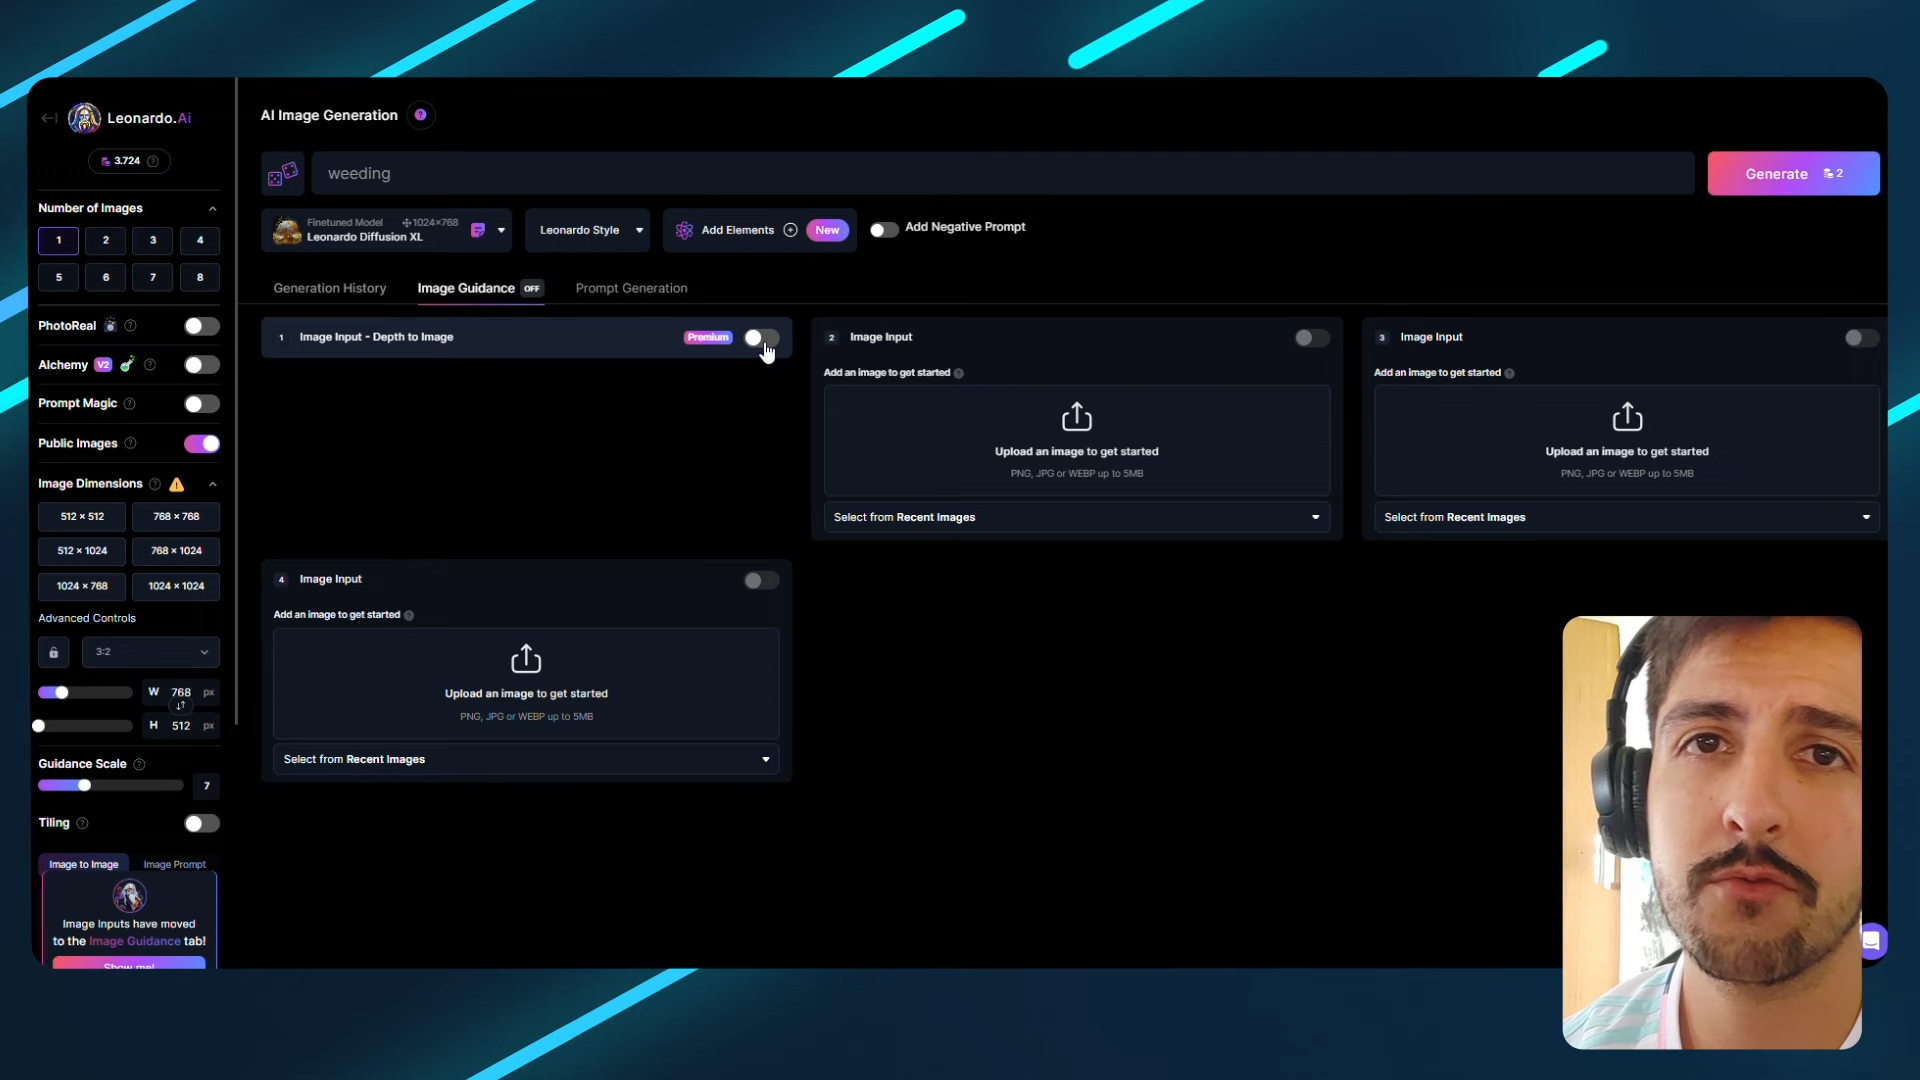 Leonardo.Ai
3.724
Number of Images
1 2 3 4
5 6 7 8
PhotoReal
Alchemy V2
Prompt Magic
Public Images
Image Dimensions
512 × 512 768 × 768
512 × 1024 768 × 1024
1024 × 768 1024 × 1024
Advanced Controls
3:2
W 768 px
H 512 px
Guidance Scale
7
Tiling
Image to Image Image Prompt
Image Inputs have moved
to the Image Guidance tab!
Show me!
AI Image Generation
weeding
Generate 2
Finetuned Model 1024×768
Leonardo Diffusion XL
Leonardo Style
Add Elements New
Add Negative Prompt
Generation History Image Guidance OFF Prompt Generation
1 Image Input - Depth to Image Premium
2 Image Input
Add an image to get started
Upload an image to get started
PNG, JPG or WEBP up to 5MB
Select from Recent Images
3 Image Input
Add an image to get started
Upload an image to get started
PNG, JPG or WEBP up to 5MB
Select from Recent Images
4 Image Input
Add an image to get started
Upload an image to get started
PNG, JPG or WEBP up to 5MB
Select from Recent Images